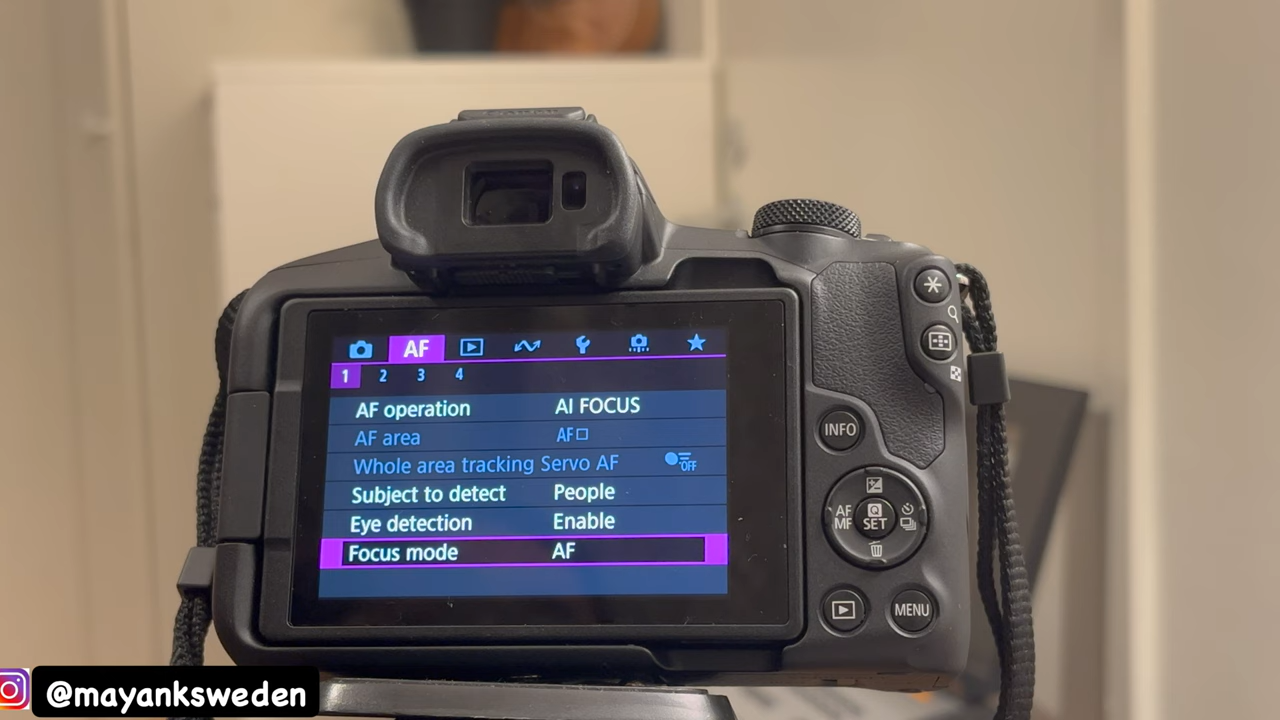 AF
1 2 3 4
AF operation AI FOCUS
AF area AF
Whole area tracking Servo AF OFF
Subject to detect People
Eye detection Enable
Focus mode AF
INFO
AF
MF
Q
SET
MENU
@mayanksweden